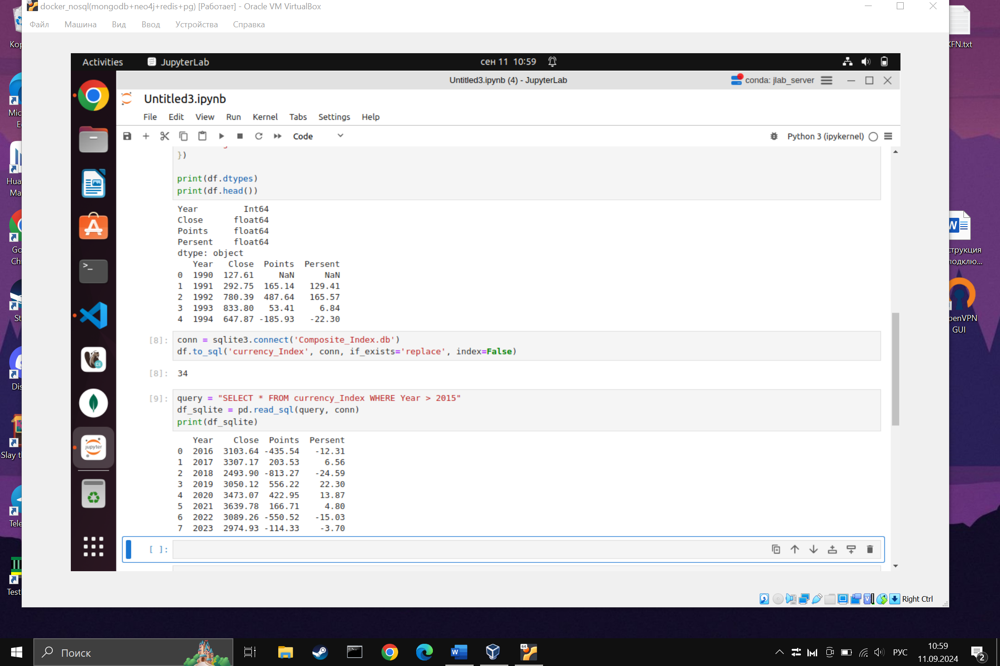 docker_nosql(mongodb+neo4j+redis+pg) [Работает] - Oracle VM VirtualBox
Файл Машина Вид Ввод Устройства Справка
Activities JupyterLab сен 11 10:59
Untitled3.ipynb (4) - JupyterLab conda: jlab_server
Untitled3.ipynb
File Edit View Run Kernel Tabs Settings Help
Code Python 3 (ipykernel)
})
print(df.dtypes)
print(df.head())
Year Int64
Close float64
Points float64
Persent float64
dtype: object
Year Close Points Persent
0 1990 127.61 NaN NaN
1 1991 292.75 165.14 129.41
2 1992 780.39 487.64 165.57
3 1993 833.80 53.41 6.84
4 1994 647.87 -185.93 -22.30
[8]: conn = sqlite3.connect('Composite_Index.db')
df.to_sql('currency_Index', conn, if_exists='replace', index=False)
[8]: 34
[9]: query = "SELECT * FROM currency_Index WHERE Year > 2015"
df_sqlite = pd.read_sql(query, conn)
print(df_sqlite)
Year Close Points Persent
0 2016 3103.64 -435.54 -12.31
1 2017 3307.17 203.53 6.56
2 2018 2493.90 -813.27 -24.59
3 2019 3050.12 556.22 22.30
4 2020 3473.07 422.95 13.87
5 2021 3639.78 166.71 4.80
6 2022 3089.26 -550.52 -15.03
7 2023 2974.93 -114.33 -3.70
[ ]:
Right Ctrl
Кор
Mic
E
Hua
Ma
Go
Ch
St
Dis
Slay t
Tele
Test
KFN.txt
струкция
подклю...
penVPN
GUI
>_
CE
jupyter
Поиск
W
64
РУС
10:59
11.09.2024
2